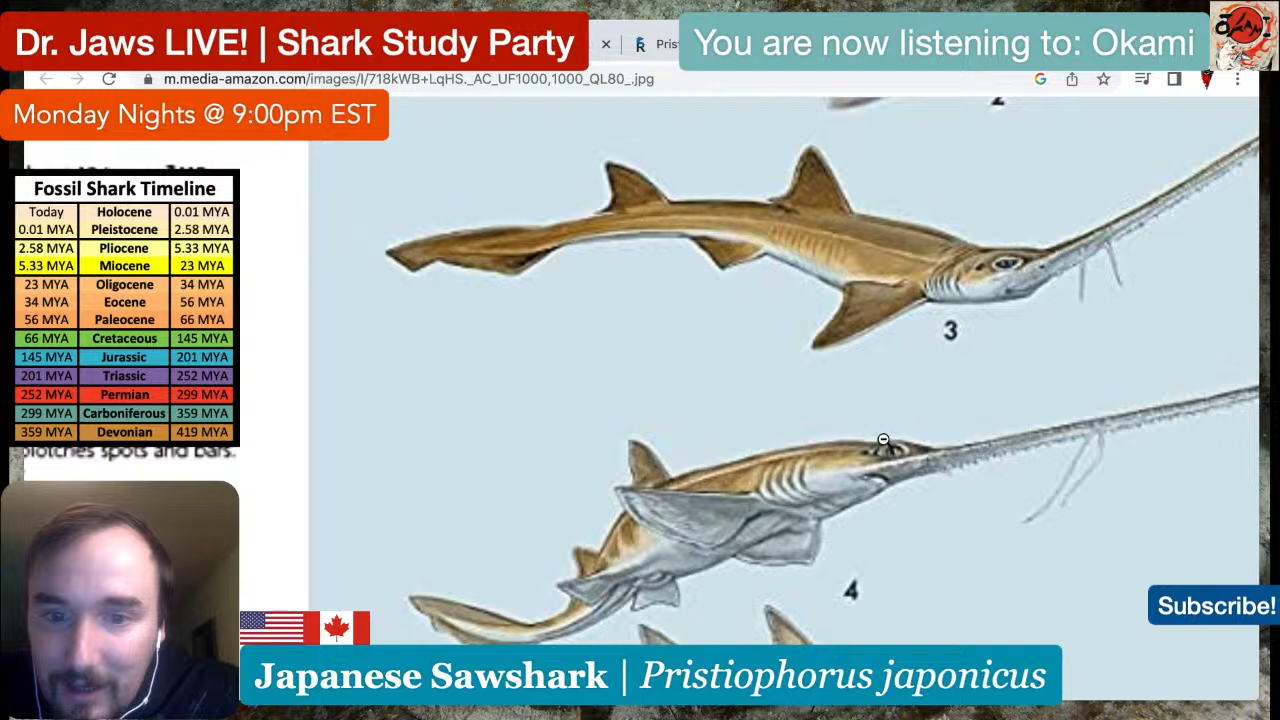 Dr. Jaws LIVE! | Shark Study Party
Pris
You are now listening to: Okami
m.media-amazon.com/images/I/718kWB+LqHS._AC_UF1000,1000_QL80_.jpg
Monday Nights @ 9:00pm EST
2
Fossil Shark Timeline
Today Holocene 0.01 MYA
0.01 MYA Pleistocene 2.58 MYA
2.58 MYA Pliocene 5.33 MYA
5.33 MYA Miocene 23 MYA
23 MYA Oligocene 34 MYA
34 MYA Eocene 56 MYA
56 MYA Paleocene 66 MYA
66 MYA Cretaceous 145 MYA
145 MYA Jurassic 201 MYA
201 MYA Triassic 252 MYA
252 MYA Permian 299 MYA
299 MYA Carboniferous 359 MYA
359 MYA Devonian 419 MYA
blotches spots and bars.
3
4
Subscribe!
Japanese Sawshark | Pristiophorus japonicus